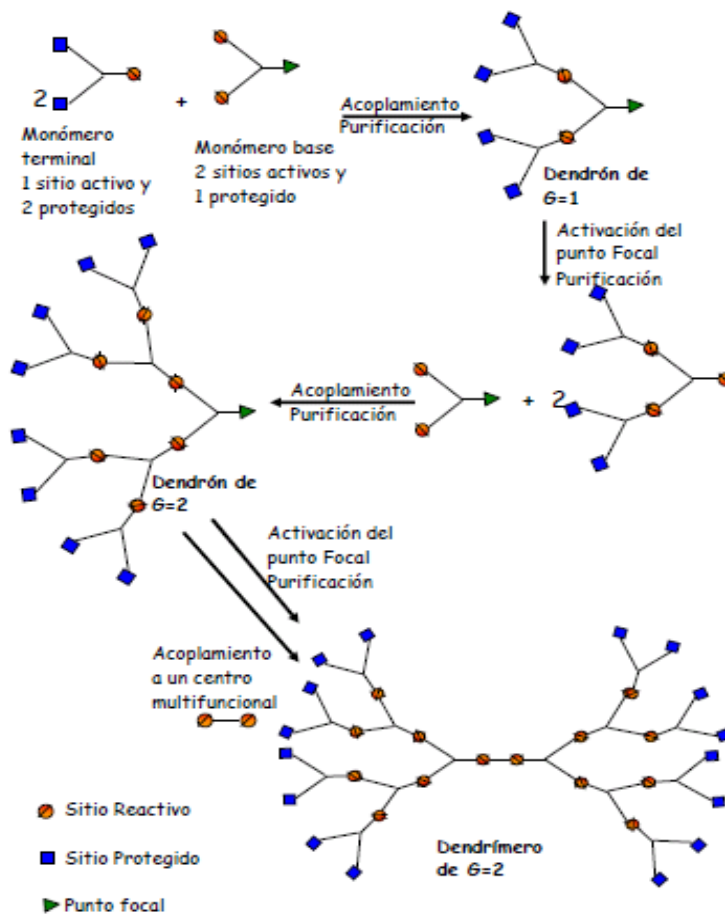 2
+
Monómero
terminal
1 sitio activo y
2 protegidos
Monómero base
2 sitios activos y
1 protegido
Acoplamiento
Purificación
Dendrón de
G=1
Activación del
punto Focal
Purificación
Acoplamiento
Purificación
+ 2
Dendrón de
G=2
Activación del
punto Focal
Purificación
Acoplamiento
a un centro
multifuncional
Sitio Reactivo
Sitio Protegido
Punto focal
Dendrímero
de G=2